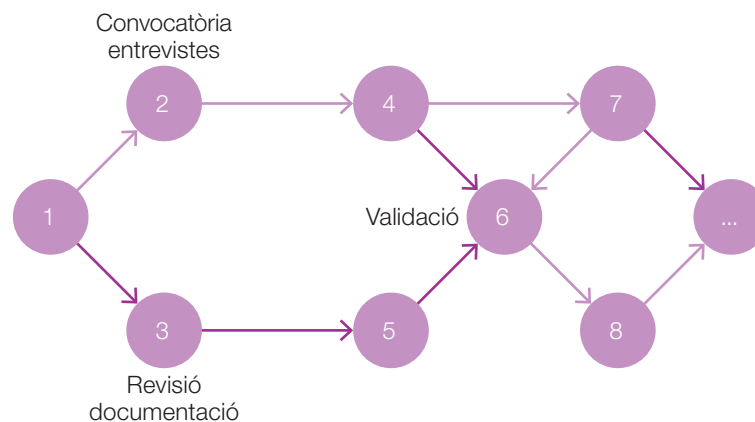 Convocatòria
entrevistes
2
4
7
1
Validació
6
...
3
5
8
Revisió
documentació